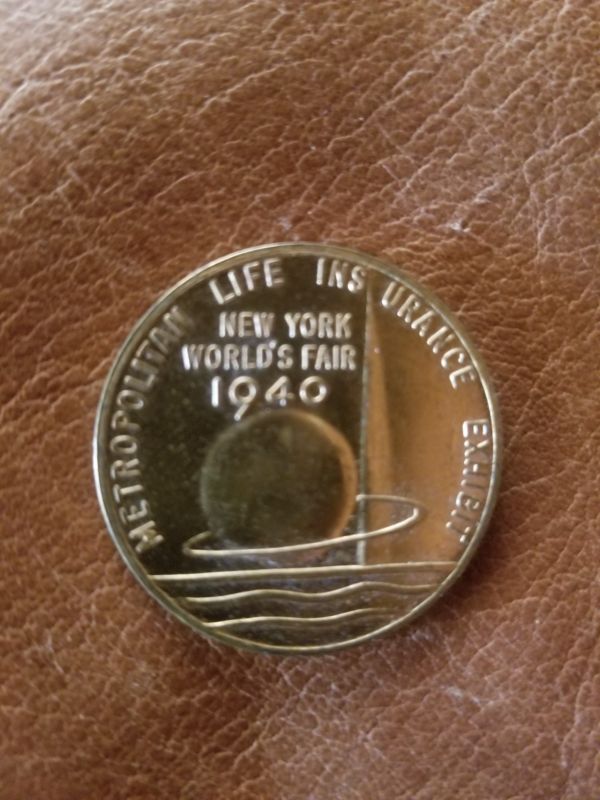 METROPOLITAN LIFE INSURANCE EXHIBIT
NEW YORK
WORLD'S FAIR
1940